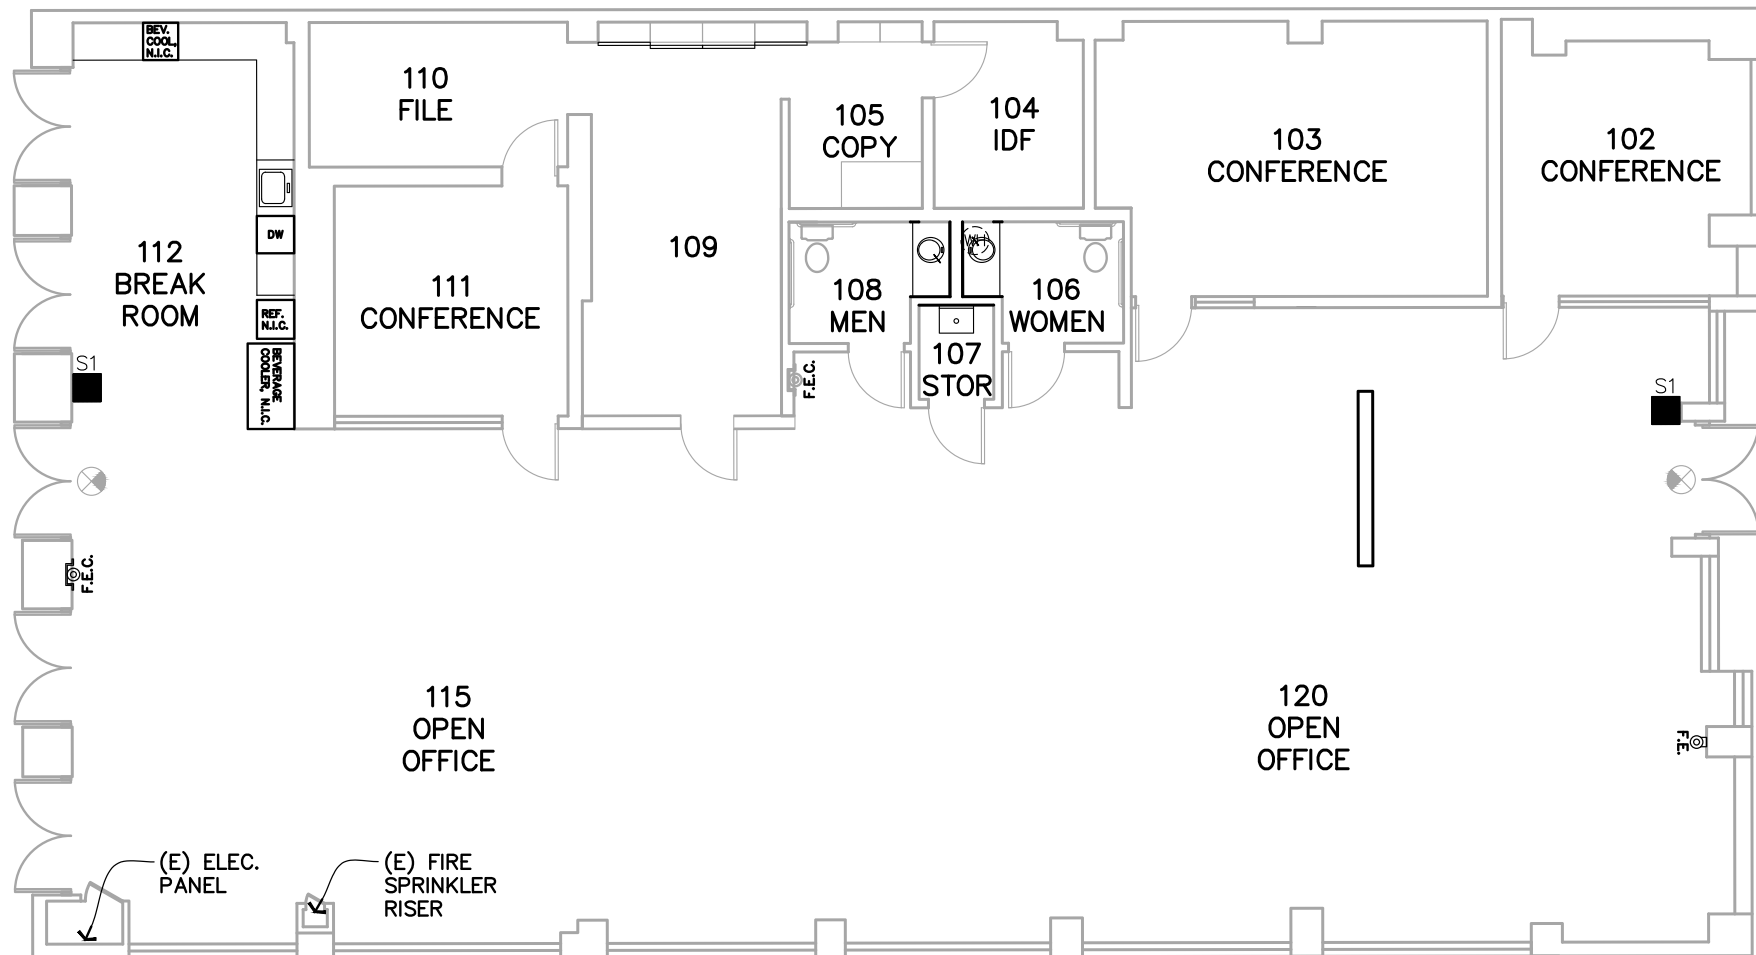 BEV.
COOL,
N.I.C.
110
FILE
105
COPY
104
IDF
103
CONFERENCE
102
CONFERENCE
DW
112
BREAK
ROOM
109
111
CONFERENCE
REF.
N.I.C.
BEVERAGE
COOLER, N.I.C.
108
MEN
WH
106
WOMEN
107
STOR
F.E.C.
S1
S1
F.E.C.
115
OPEN
OFFICE
120
OPEN
OFFICE
F.E.
(E) ELEC.
PANEL
(E) FIRE
SPRINKLER
RISER